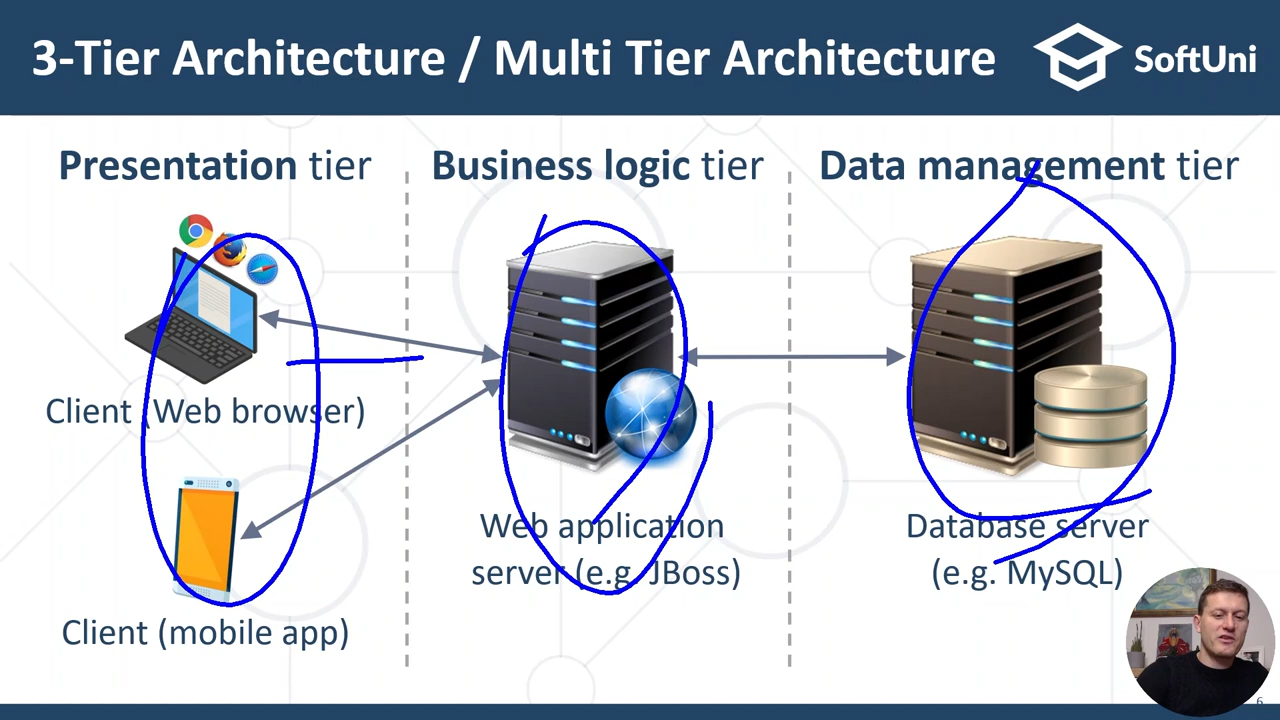 3-Tier Architecture / Multi Tier Architecture
SoftUni
Presentation tier
Business logic tier
Data management tier
Client (Web browser)
Client (mobile app)
Web application
server (e.g. JBoss)
Database server
(e.g. MySQL)
6